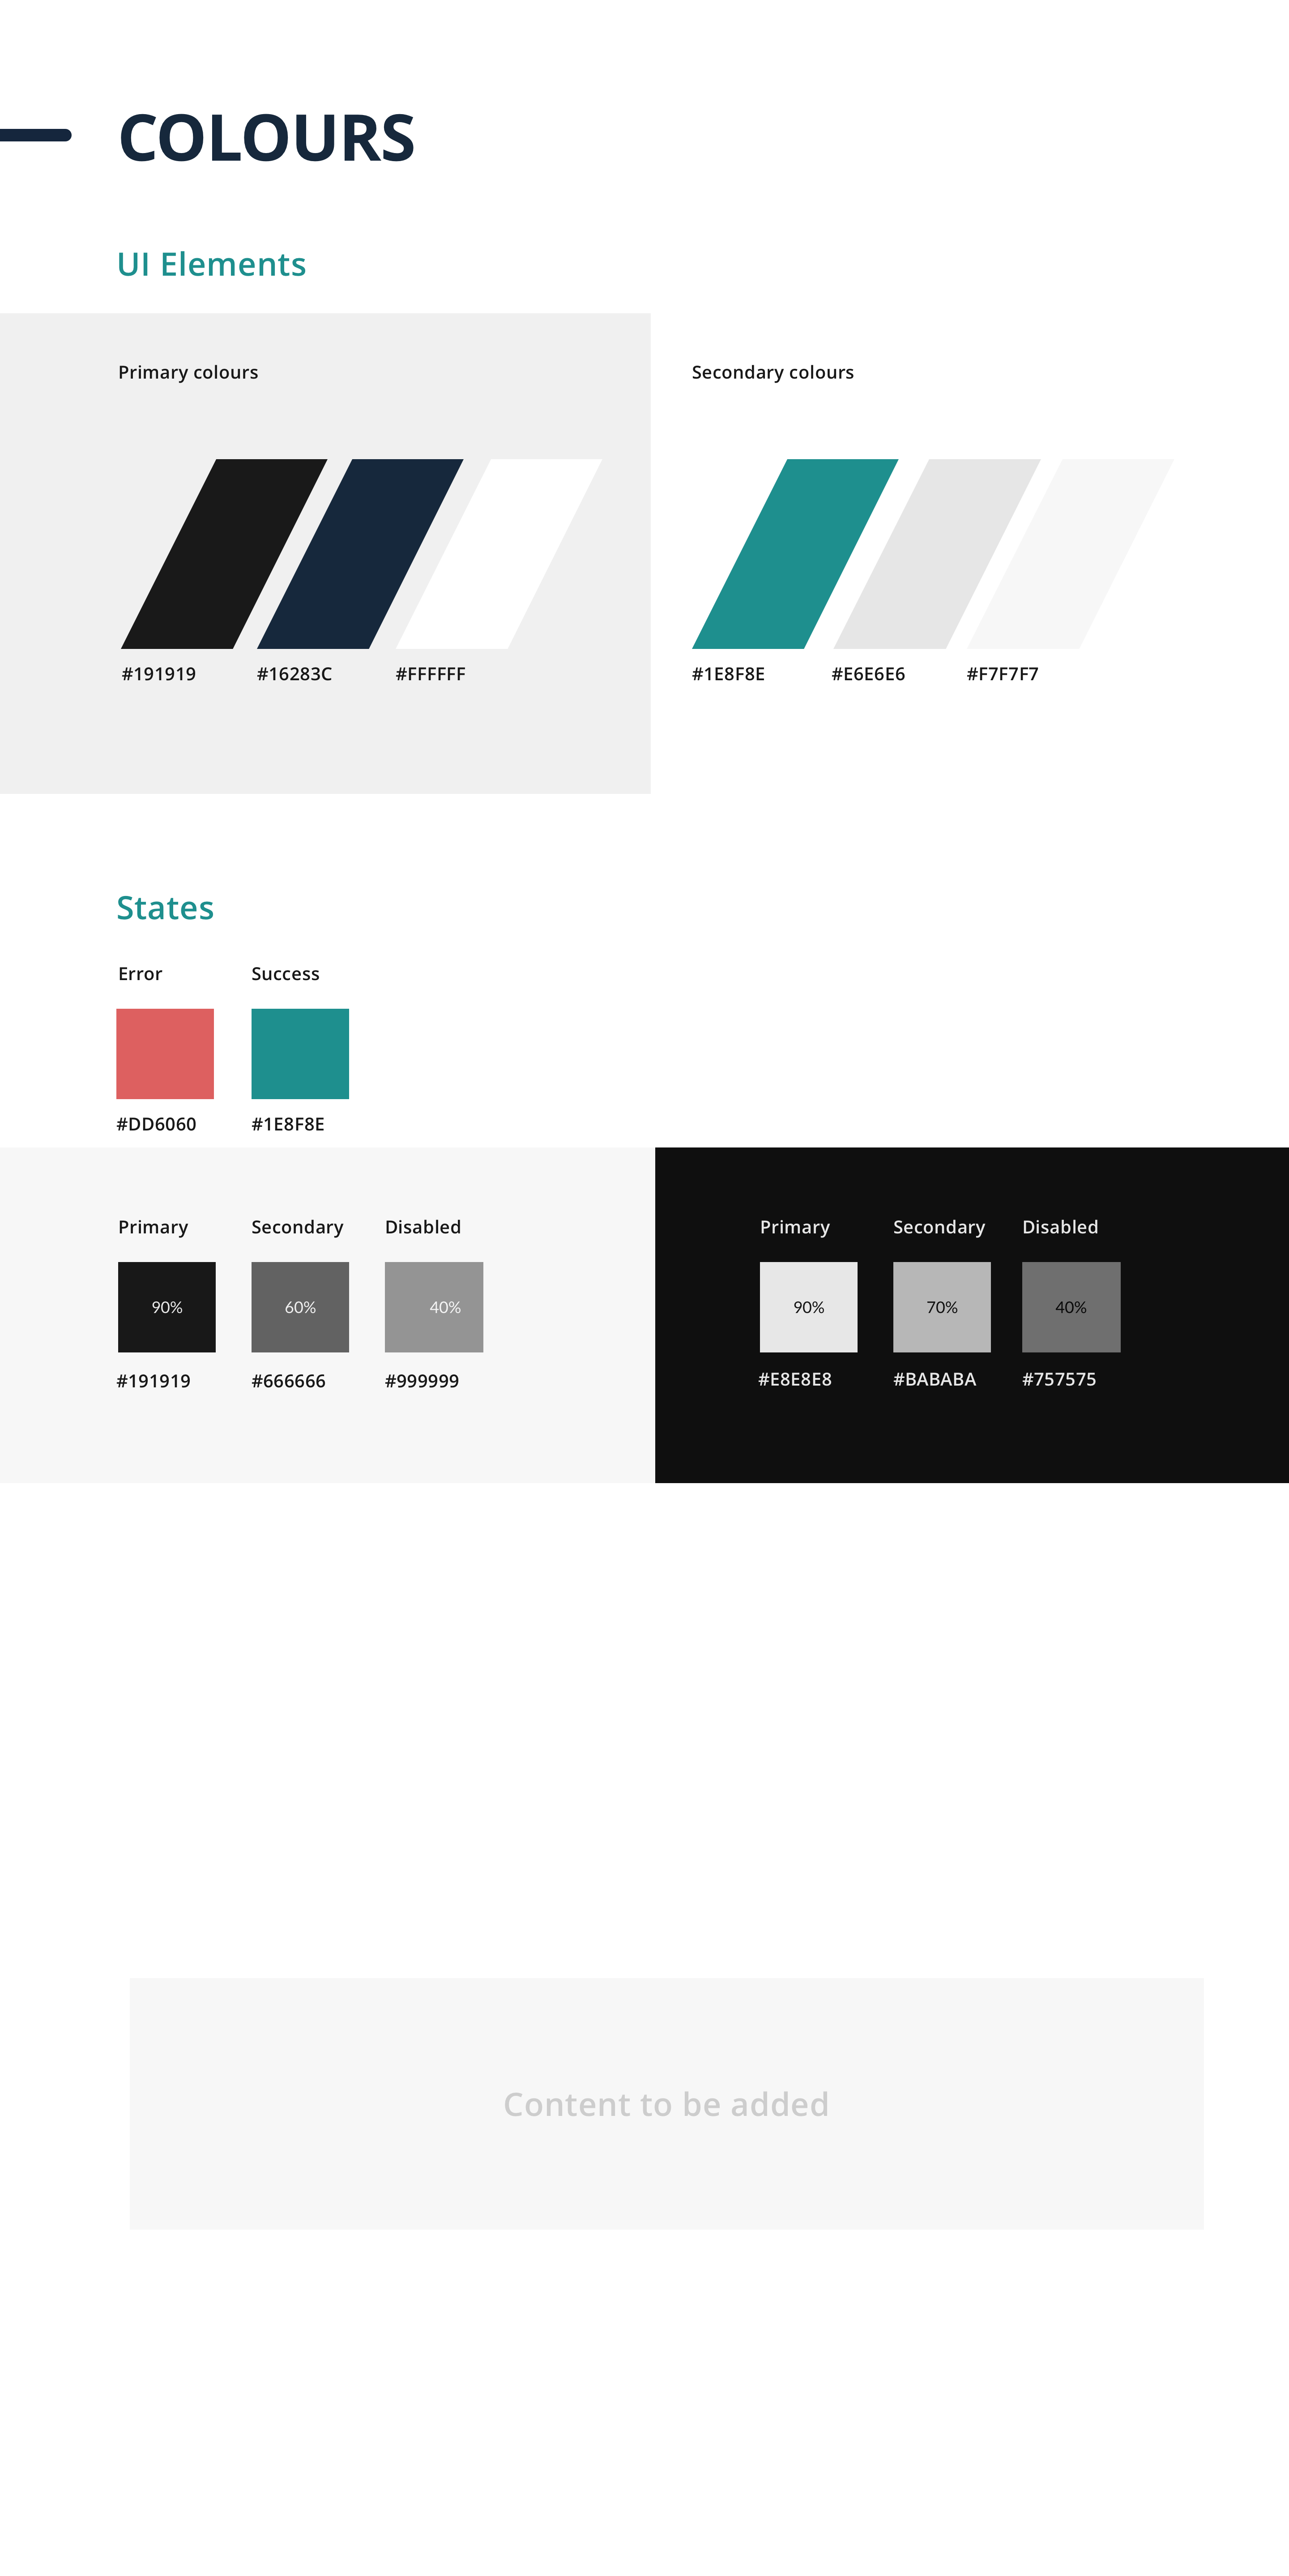 COLOURS
UI Elements
Primary colours
#191919 #16283C #FFFFFF
Secondary colours
#1E8F8E #E6E6E6 #F7F7F7
States
Error Success
#DD6060 #1E8F8E
Primary Secondary Disabled
90% 60% 40%
#191919 #666666 #999999
Primary Secondary Disabled
90% 70% 40%
#E8E8E8 #BABABA #757575
Content to be added